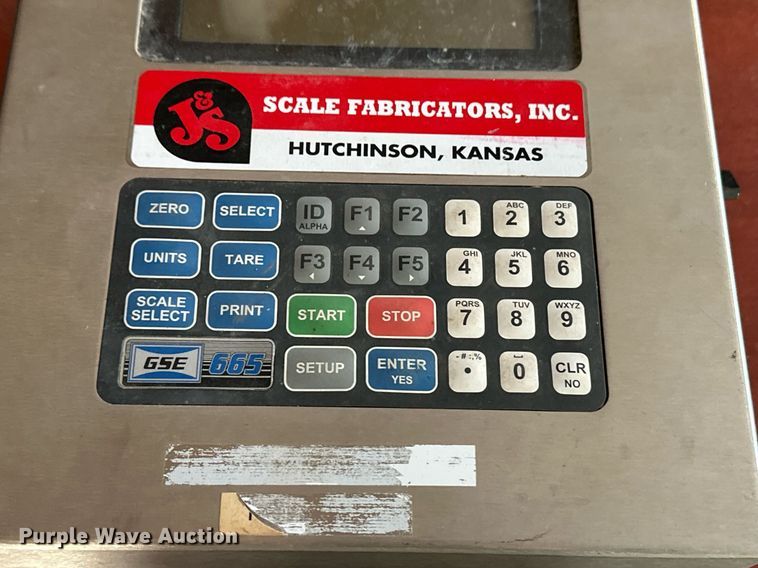 J&S
SCALE FABRICATORS, INC.
HUTCHINSON, KANSAS
ZERO SELECT ID ALPHA F1 F2 1 ABC 2 DEF 3
UNITS TARE F3 F4 F5 GHI 4 JKL 5 MNO 6
SCALE SELECT PRINT START STOP PQRS 7 TUV 8 WXYZ 9
GSE 665 SETUP ENTER YES - # : , % • 0 CLR NO
Purple Wave Auction